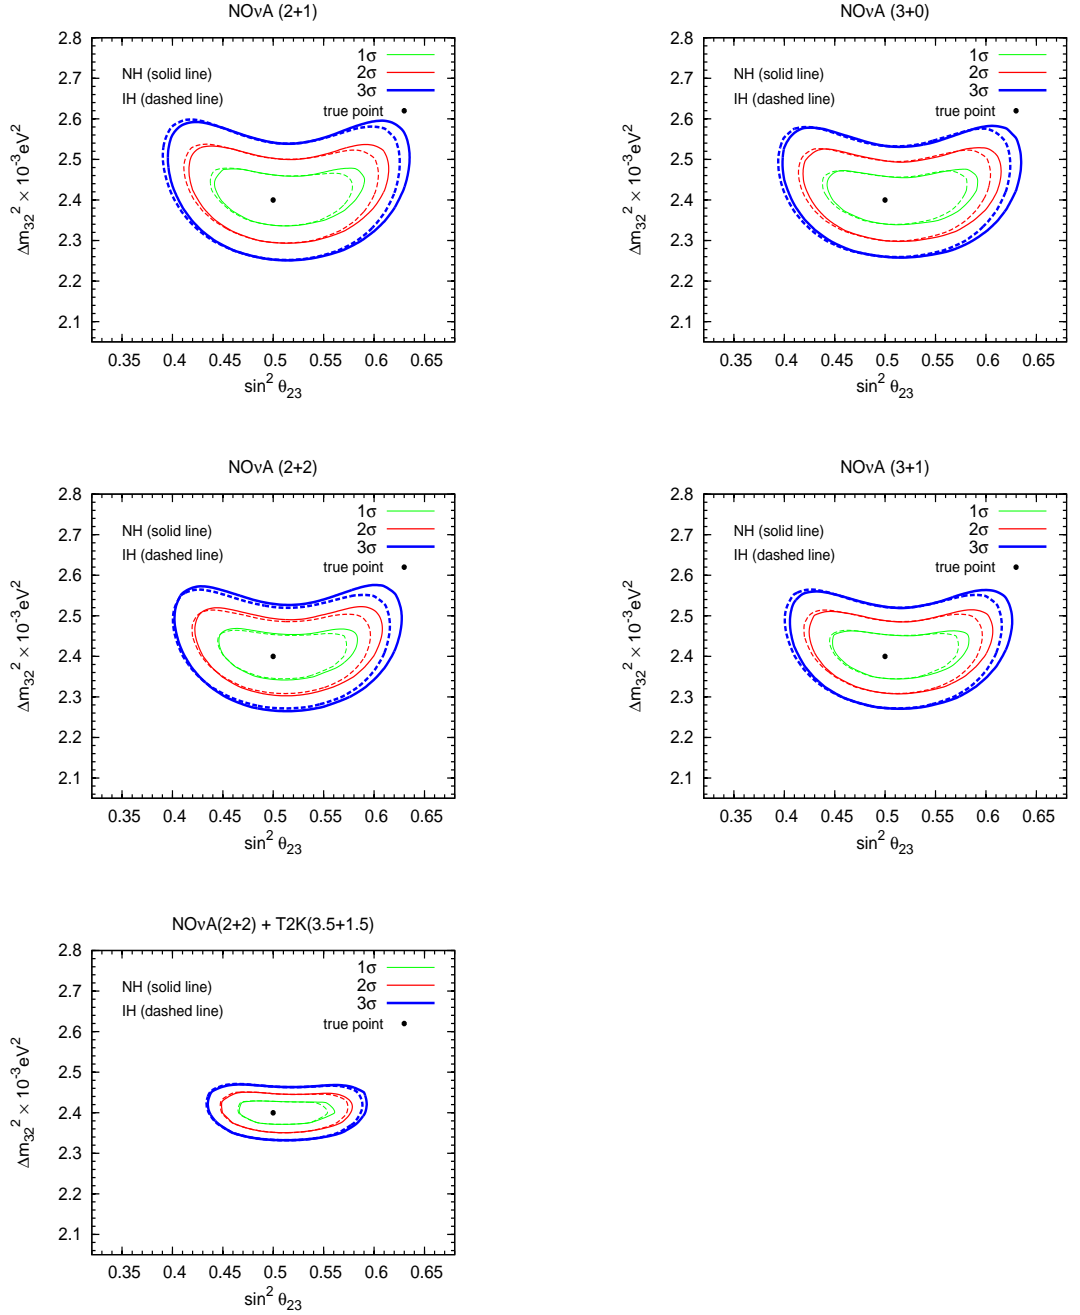 NOνA (2+1)
2.8
2.7
2.6
2.5
2.4
2.3
2.2
2.1
0.35 0.4 0.45 0.5 0.55 0.6 0.65
Δm₃₂² × 10⁻³eV²
sin² θ₂₃
NH (solid line)
IH (dashed line)
1σ
2σ
3σ
true point
NOνA (3+0)
2.8
2.7
2.6
2.5
2.4
2.3
2.2
2.1
0.35 0.4 0.45 0.5 0.55 0.6 0.65
Δm₃₂² × 10⁻³eV²
sin² θ₂₃
NH (solid line)
IH (dashed line)
1σ
2σ
3σ
true point
NOνA (2+2)
2.8
2.7
2.6
2.5
2.4
2.3
2.2
2.1
0.35 0.4 0.45 0.5 0.55 0.6 0.65
Δm₃₂² × 10⁻³eV²
sin² θ₂₃
NH (solid line)
IH (dashed line)
1σ
2σ
3σ
true point
NOνA (3+1)
2.8
2.7
2.6
2.5
2.4
2.3
2.2
2.1
0.35 0.4 0.45 0.5 0.55 0.6 0.65
Δm₃₂² × 10⁻³eV²
sin² θ₂₃
NH (solid line)
IH (dashed line)
1σ
2σ
3σ
true point
NOνA(2+2) + T2K(3.5+1.5)
2.8
2.7
2.6
2.5
2.4
2.3
2.2
2.1
0.35 0.4 0.45 0.5 0.55 0.6 0.65
Δm₃₂² × 10⁻³eV²
sin² θ₂₃
NH (solid line)
IH (dashed line)
1σ
2σ
3σ
true point